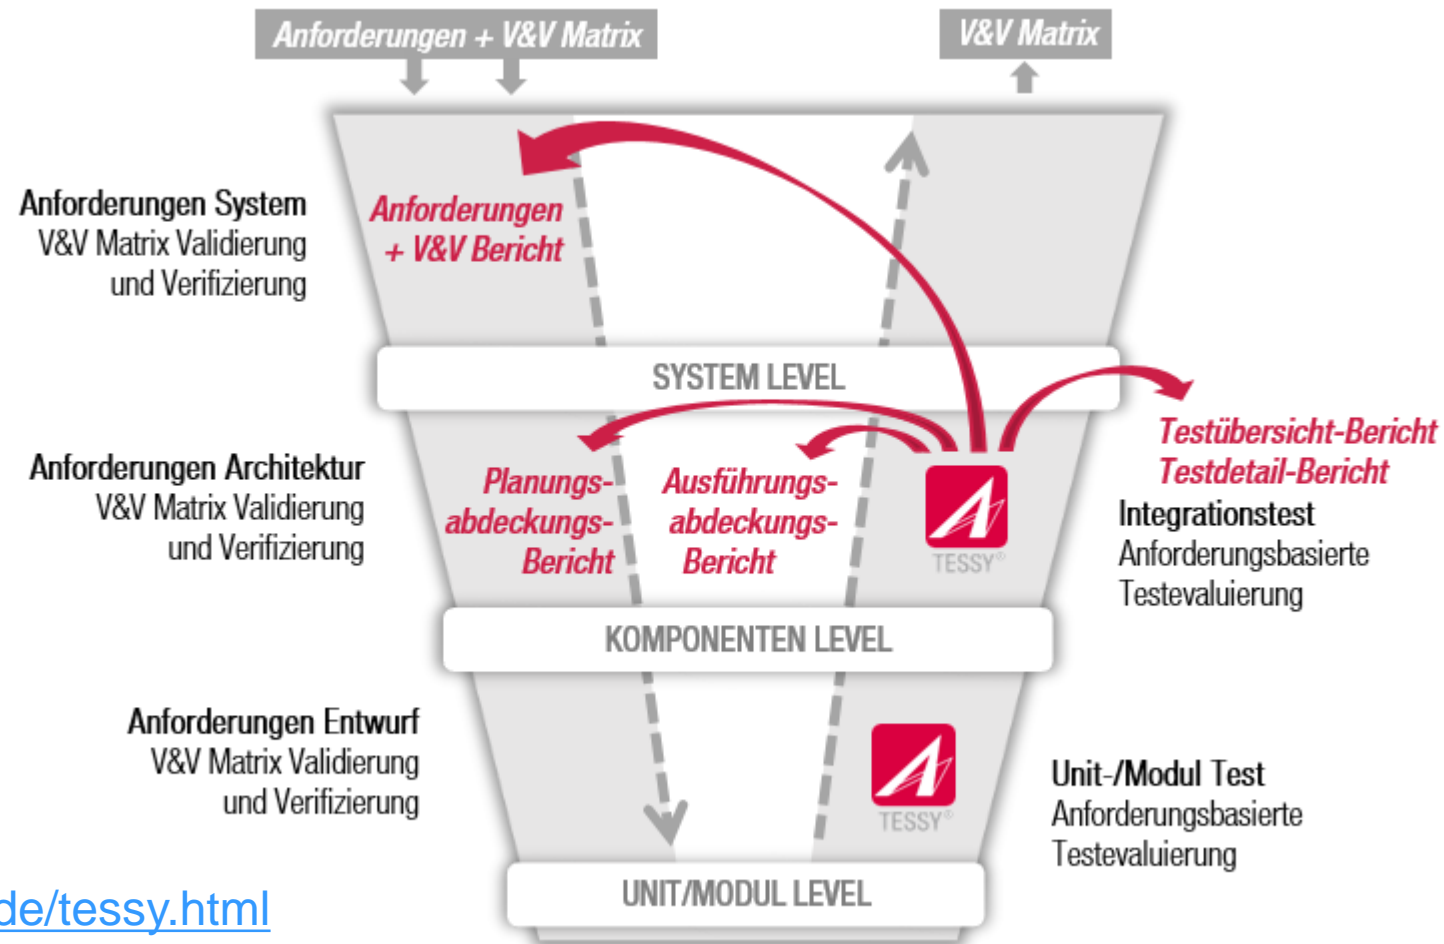 Anforderungen + V&V Matrix
V&V Matrix
Anforderungen System
V&V Matrix Validierung
und Verifizierung
Anforderungen
+ V&V Bericht
SYSTEM LEVEL
Testübersicht-Bericht
Testdetail-Bericht
Anforderungen Architektur
V&V Matrix Validierung
und Verifizierung
Planungs-
abdeckungs-
Bericht
Ausführungs-
abdeckungs-
Bericht
TESSY®
Integrationstest
Anforderungsbasierte
Testevaluierung
KOMPONENTEN LEVEL
Anforderungen Entwurf
V&V Matrix Validierung
und Verifizierung
TESSY®
Unit-/Modul Test
Anforderungsbasierte
Testevaluierung
UNIT/MODUL LEVEL
de/tessy.html